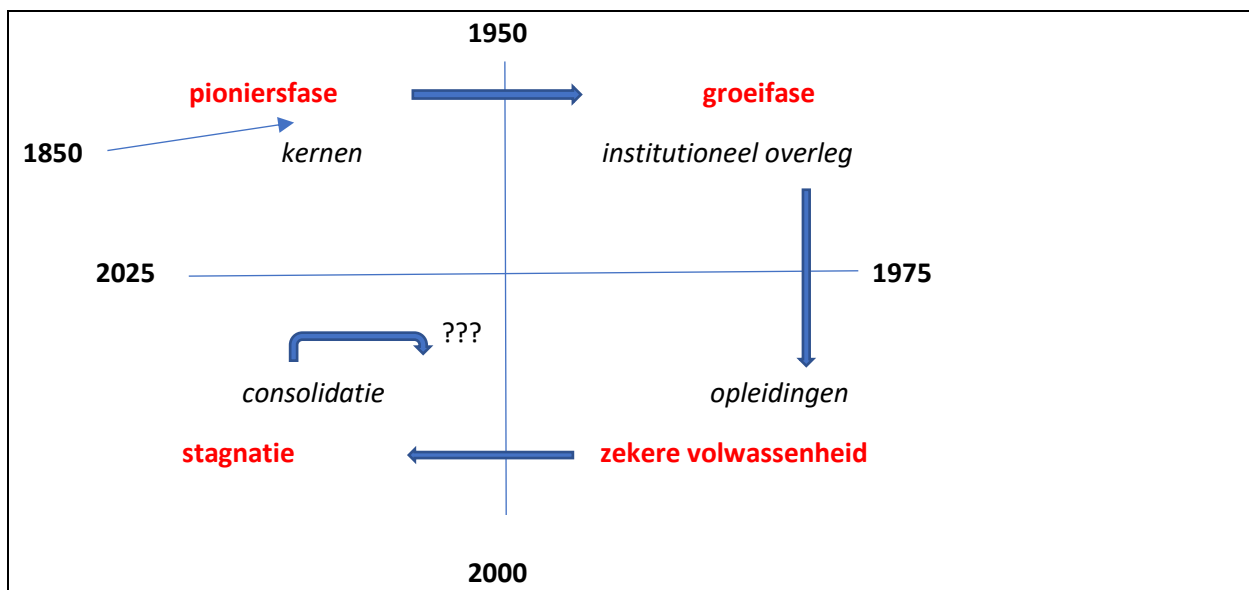 1950
pioniersfase groeifase
1850 kernen institutioneel overleg
2025 1975
???
consolidatie opleidingen
stagnatie zekere volwassenheid
2000